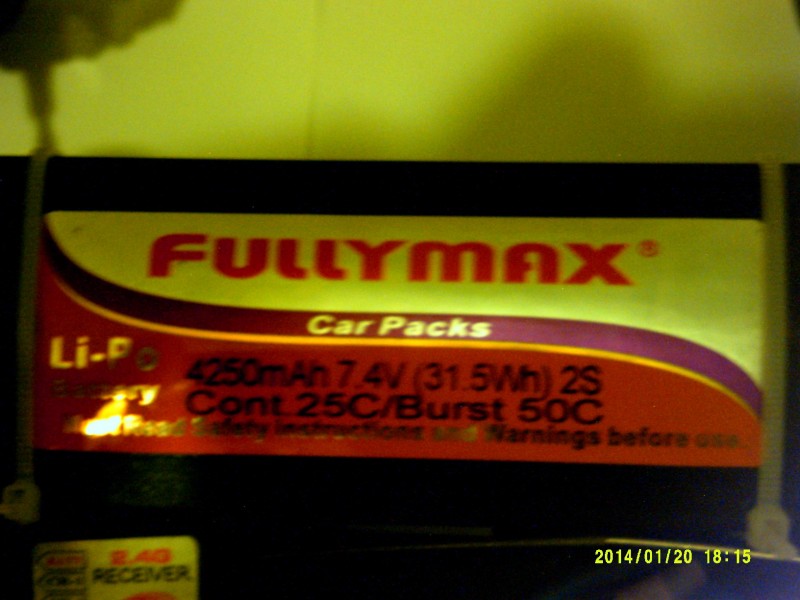 FULLYMAX®
Car Packs
Li-Po
Battery
4250mAh 7.4V (31.5Wh) 2S
Cont 25C/Burst 50C
Must Read Safety instructions and Warnings before use.
2.4G
RECEIVER
2014/01/20 18:15